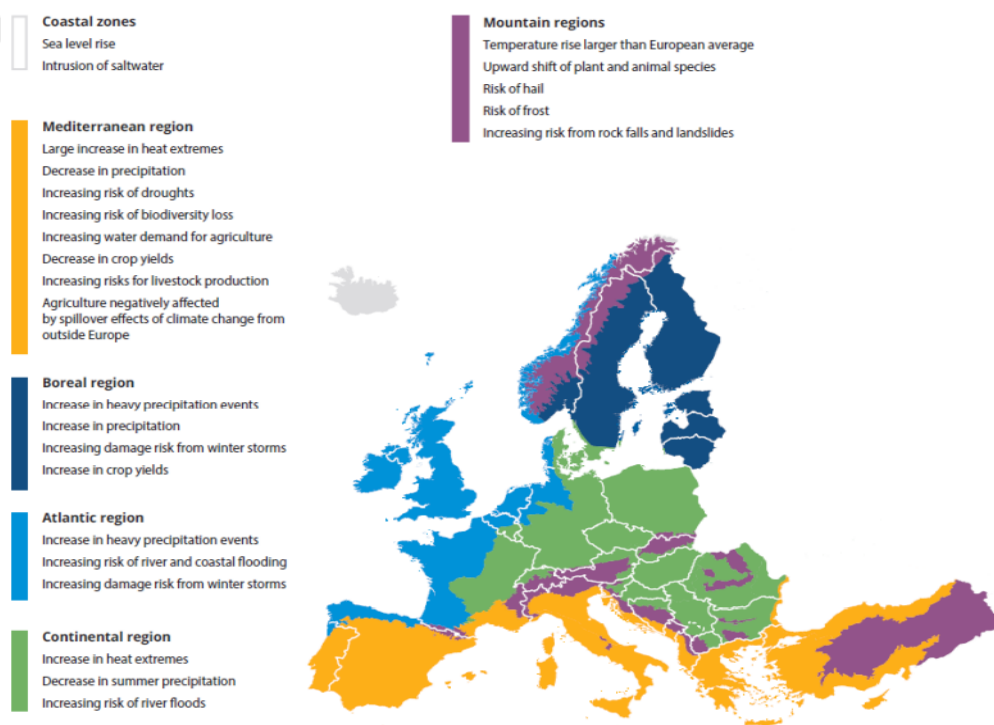 Coastal zones
Sea level rise
Intrusion of saltwater
Mediterranean region
Large increase in heat extremes
Decrease in precipitation
Increasing risk of droughts
Increasing risk of biodiversity loss
Increasing water demand for agriculture
Decrease in crop yields
Increasing risks for livestock production
Agriculture negatively affected
by spillover effects of climate change from
outside Europe
Boreal region
Increase in heavy precipitation events
Increase in precipitation
Increasing damage risk from winter storms
Increase in crop yields
Atlantic region
Increase in heavy precipitation events
Increasing risk of river and coastal flooding
Increasing damage risk from winter storms
Continental region
Increase in heat extremes
Decrease in summer precipitation
Increasing risk of river floods
Mountain regions
Temperature rise larger than European average
Upward shift of plant and animal species
Risk of hail
Risk of frost
Increasing risk from rock falls and landslides